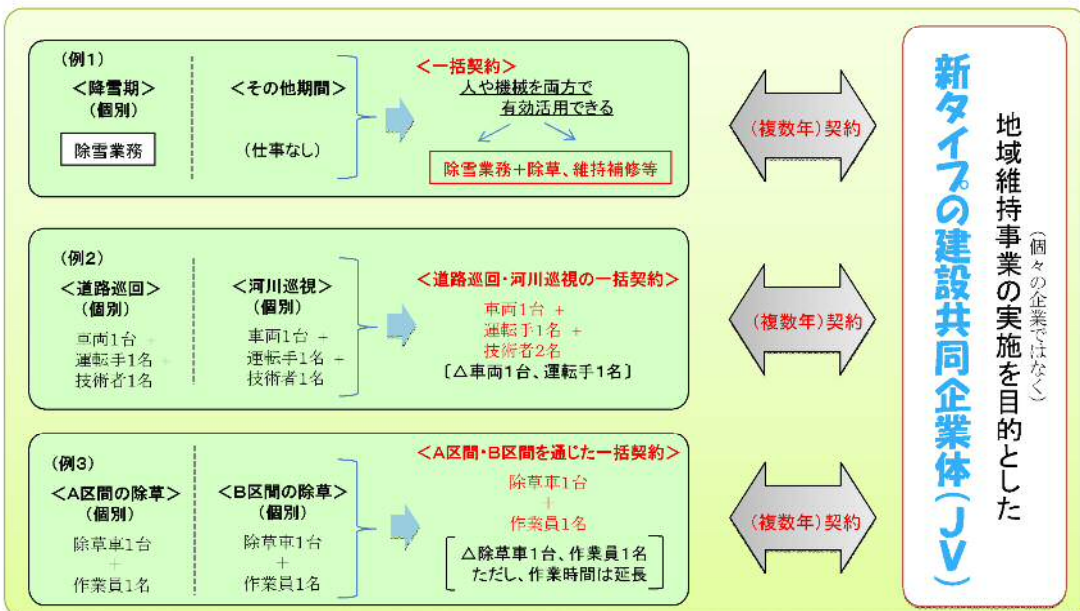 (例1)
<降雪期>
(個別)
除雪業務
<その他期間>
(仕事なし)
<一括契約>
人や機械を両方で
有効活用できる
除雪業務+除草、維持補修等
(複数年)契約
(例2)
<道路巡回>
(個別)
車両1台 +
運転手1名 +
技術者1名
<河川巡視>
(個別)
車両1台 +
運転手1名 +
技術者1名
<道路巡回・河川巡視の一括契約>
車両1台 +
運転手1名 +
技術者2名
〔△車両1台、運転手1名〕
(複数年)契約
(例3)
<A区間の除草>
(個別)
除草車1台
+
作業員1名
<B区間の除草>
(個別)
除草車1台
+
作業員1名
<A区間・B区間を通じた一括契約>
除草車1台
+
作業員1名
△除草車1台、作業員1名
ただし、作業時間は延長
(複数年)契約
(個々の企業ではなく)
地域維持事業の実施を目的とした
新タイプの建設共同企業体(JV)